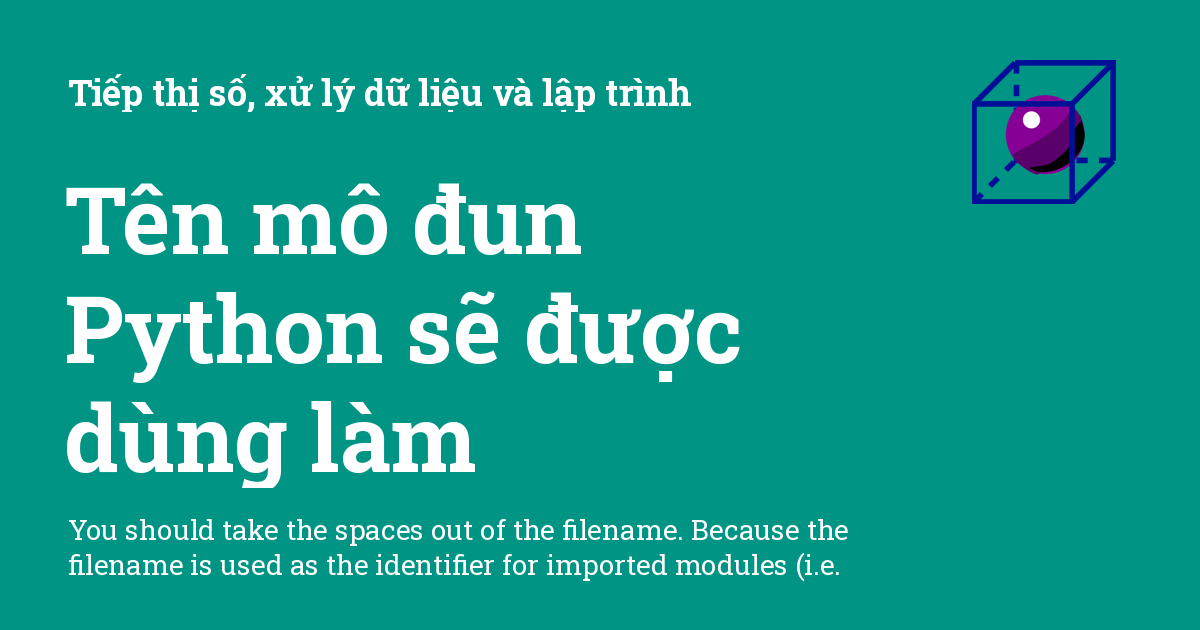 Tiếp thị số, xử lý dữ liệu và lập trình
Tên mô đun
Python sẽ được
dùng làm
You should take the spaces out of the filename. Because the
filename is used as the identifier for imported modules (i.e.